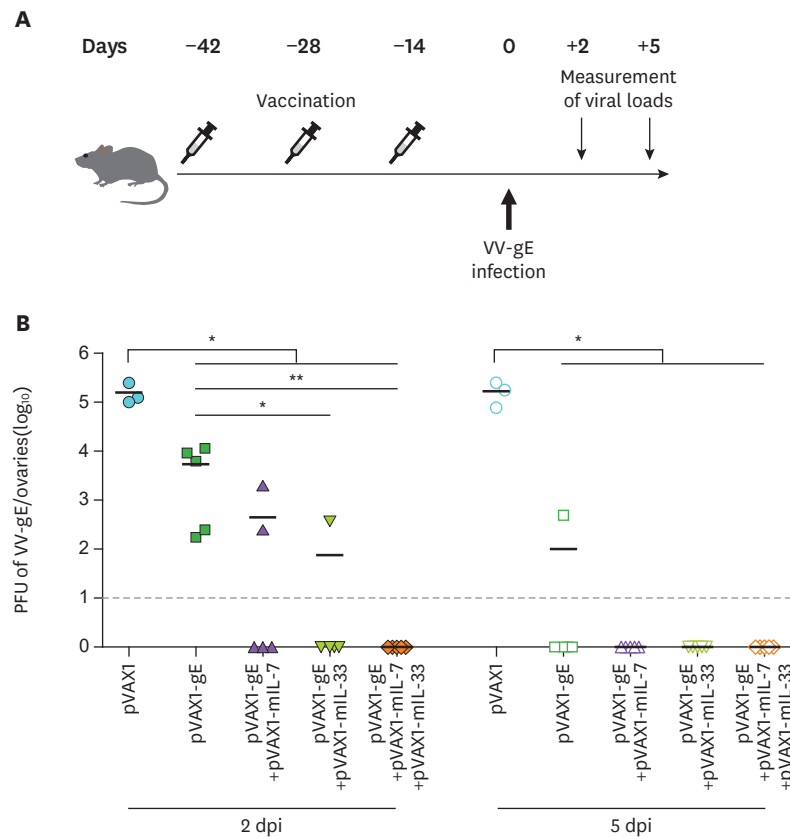 A
Days −42 −28 −14 0 +2 +5
Vaccination
Measurement
of viral loads
VV-gE
infection
B
PFU of VV-gE/ovaries(log₁₀)
6
5
4
3
2
1
0
*
**
*
*
pVAX1
pVAX1-gE
pVAX1-gE
+pVAX1-mIL-7
pVAX1-gE
+pVAX1-mIL-33
pVAX1-gE
+pVAX1-mIL-7
+pVAX1-mIL-33
pVAX1
pVAX1-gE
pVAX1-gE
+pVAX1-mIL-7
pVAX1-gE
+pVAX1-mIL-33
pVAX1-gE
+pVAX1-mIL-7
+pVAX1-mIL-33
2 dpi
5 dpi